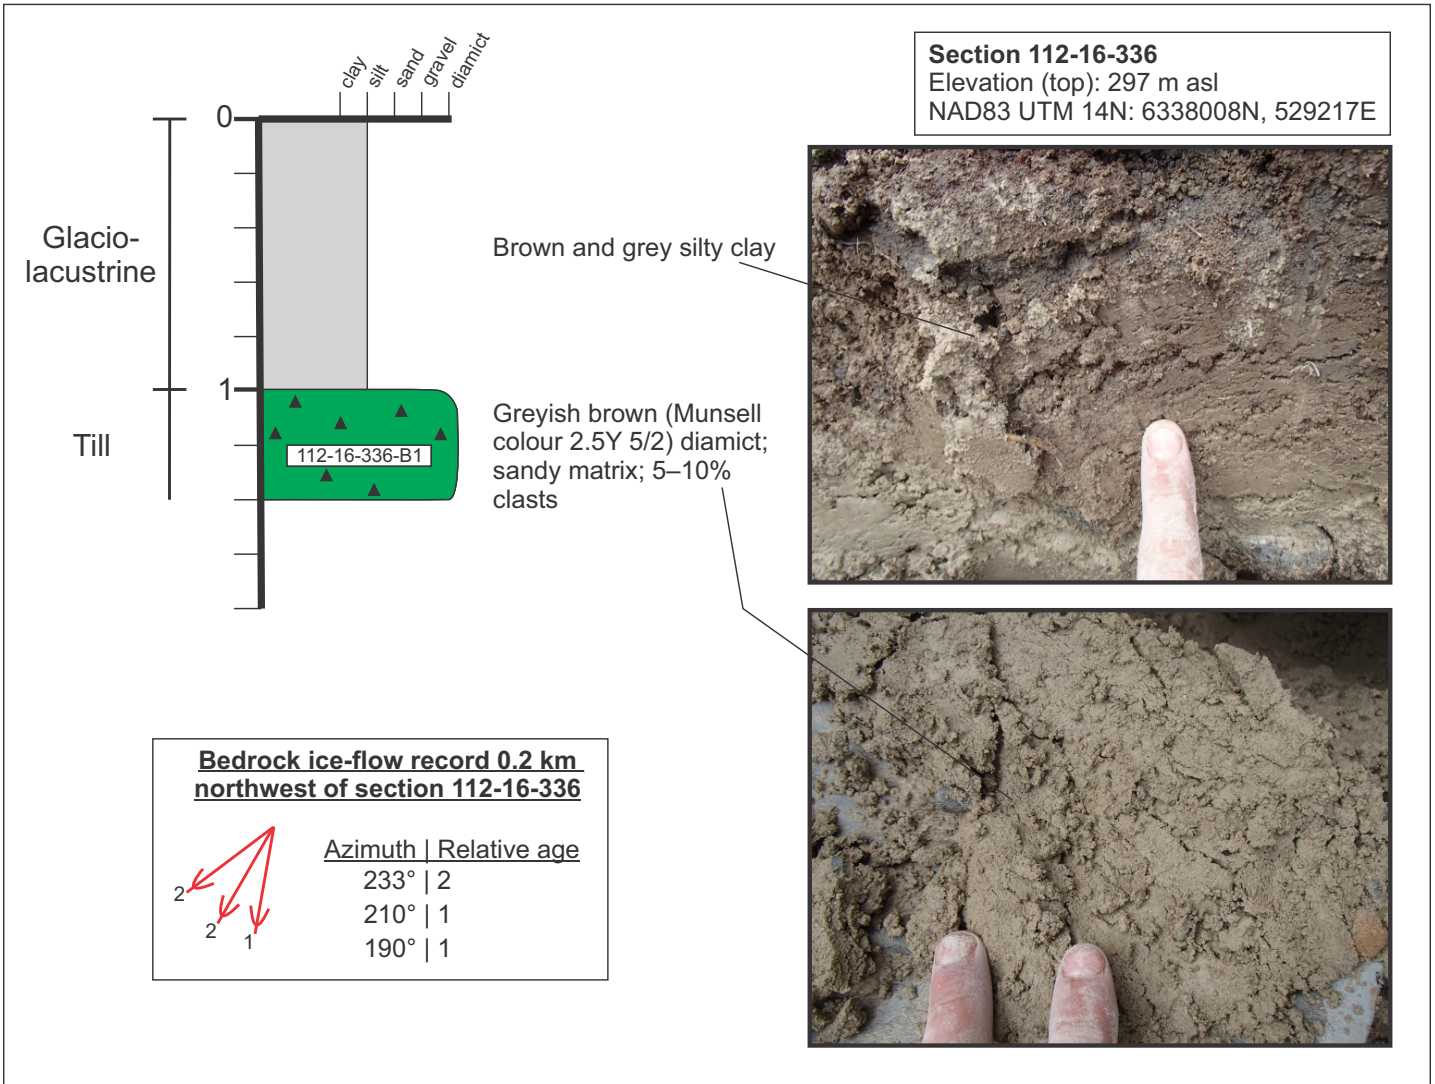 clay
silt
sand
gravel
diamict
0
1
Glacio-
lacustrine
Till
112-16-336-B1
Section 112-16-336
Elevation (top): 297 m asl
NAD83 UTM 14N: 6338008N, 529217E
Brown and grey silty clay
Greyish brown (Munsell
colour 2.5Y 5/2) diamict;
sandy matrix; 5–10%
clasts
Bedrock ice-flow record 0.2 km
northwest of section 112-16-336
Azimuth | Relative age
233° | 2
210° | 1
190° | 1
2
2
1